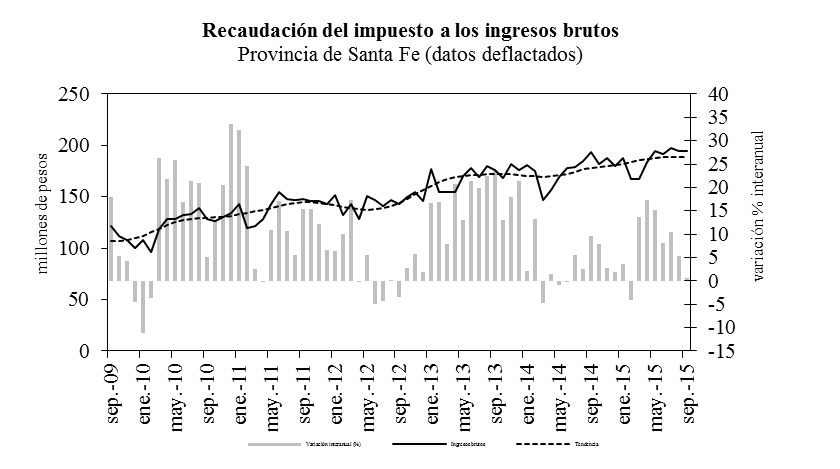 Recaudación del impuesto a los ingresos brutos
Provincia de Santa Fe (datos deflactados)
millones de pesos
250
200
150
100
50
0
40
35
30
25
20
15
10
5
0
-5
-10
-15
variación % interanual
sep.-09
ene.-10
may.-10
sep.-10
ene.-11
may.-11
sep.-11
ene.-12
may.-12
sep.-12
ene.-13
may.-13
sep.-13
ene.-14
may.-14
sep.-14
ene.-15
may.-15
sep.-15
Variación interanual (%) Ingresos brutos Tendencia